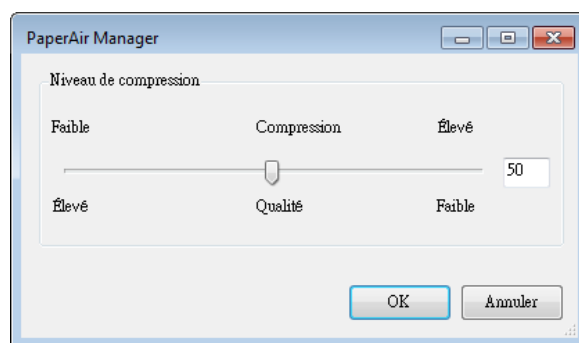 PaperAir Manager
Niveau de compression
Faible Compression Élevé
50
Élevé Qualité Faible
OK Annuler